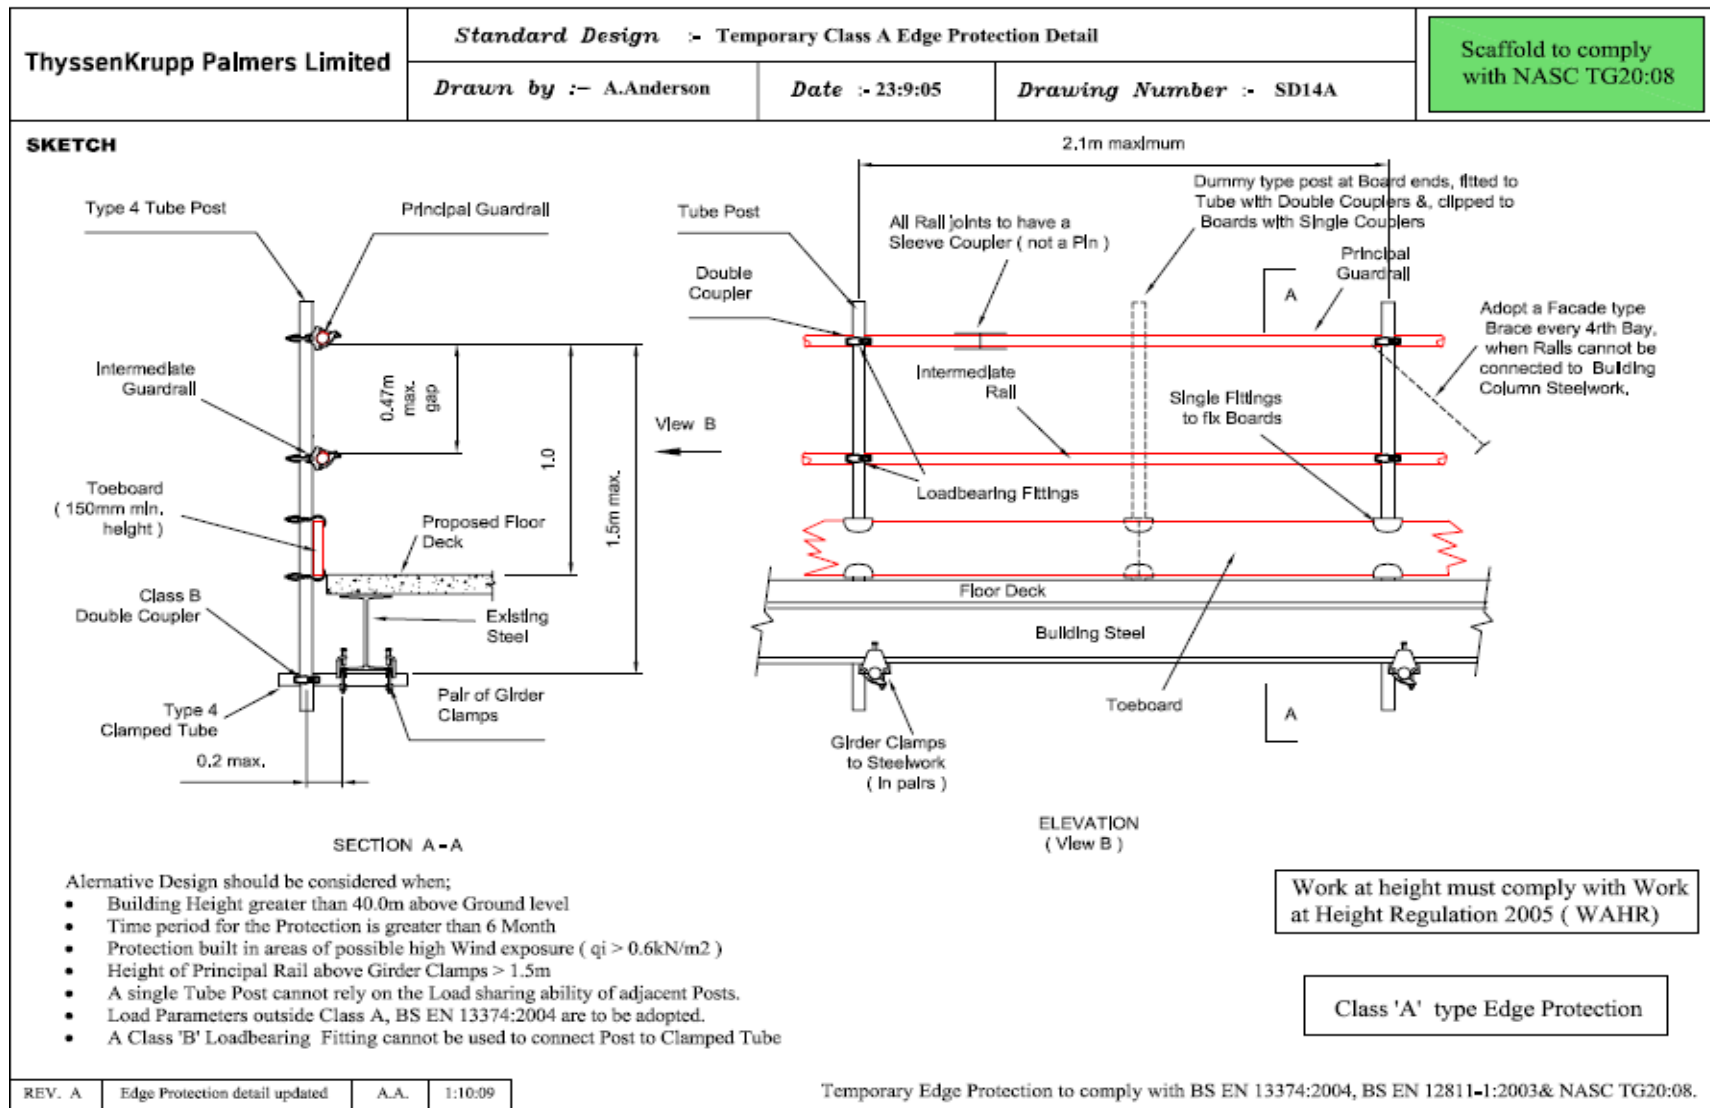 ThyssenKrupp Palmers Limited
Standard Design :- Temporary Class A Edge Protection Detail
Drawn by :- A.Anderson
Date :- 23:9:05
Drawing Number :- SD14A
Scaffold to comply
with NASC TG20:08
SKETCH
Type 4 Tube Post
Principal Guardrail
Intermediate
Guardrail
0.47m
max.
gap
1.0
1.5m max.
View B
Toeboard
( 150mm min.
height )
Proposed Floor
Deck
Class B
Double Coupler
Existing
Steel
Type 4
Clamped Tube
Pair of Girder
Clamps
0.2 max.
SECTION A-A
2.1m maximum
Tube Post
All Rail joints to have a
Sleeve Coupler ( not a Pin )
Dummy type post at Board ends, fitted to
Tube with Double Couplers &, clipped to
Boards with Single Couplers
Double
Coupler
Principal
Guardrail
A
Adopt a Facade type
Brace every 4rth Bay,
when Rails cannot be
connected to Building
Column Steelwork.
Intermediate
Rail
Single Fittings
to fix Boards
Loadbearing Fittings
Floor Deck
Building Steel
Toeboard
A
Girder Clamps
to Steelwork
( in pairs )
ELEVATION
( View B )
Alernative Design should be considered when;
• Building Height greater than 40.0m above Ground level
• Time period for the Protection is greater than 6 Month
• Protection built in areas of possible high Wind exposure ( qi > 0.6kN/m2 )
• Height of Principal Rail above Girder Clamps > 1.5m
• A single Tube Post cannot rely on the Load sharing ability of adjacent Posts.
• Load Parameters outside Class A, BS EN 13374:2004 are to be adopted.
• A Class 'B' Loadbearing Fitting cannot be used to connect Post to Clamped Tube
Work at height must comply with Work
at Height Regulation 2005 ( WAHR)
Class 'A' type Edge Protection
REV. A
Edge Protection detail updated
A.A.
1:10:09
Temporary Edge Protection to comply with BS EN 13374:2004, BS EN 12811-1:2003& NASC TG20:08.